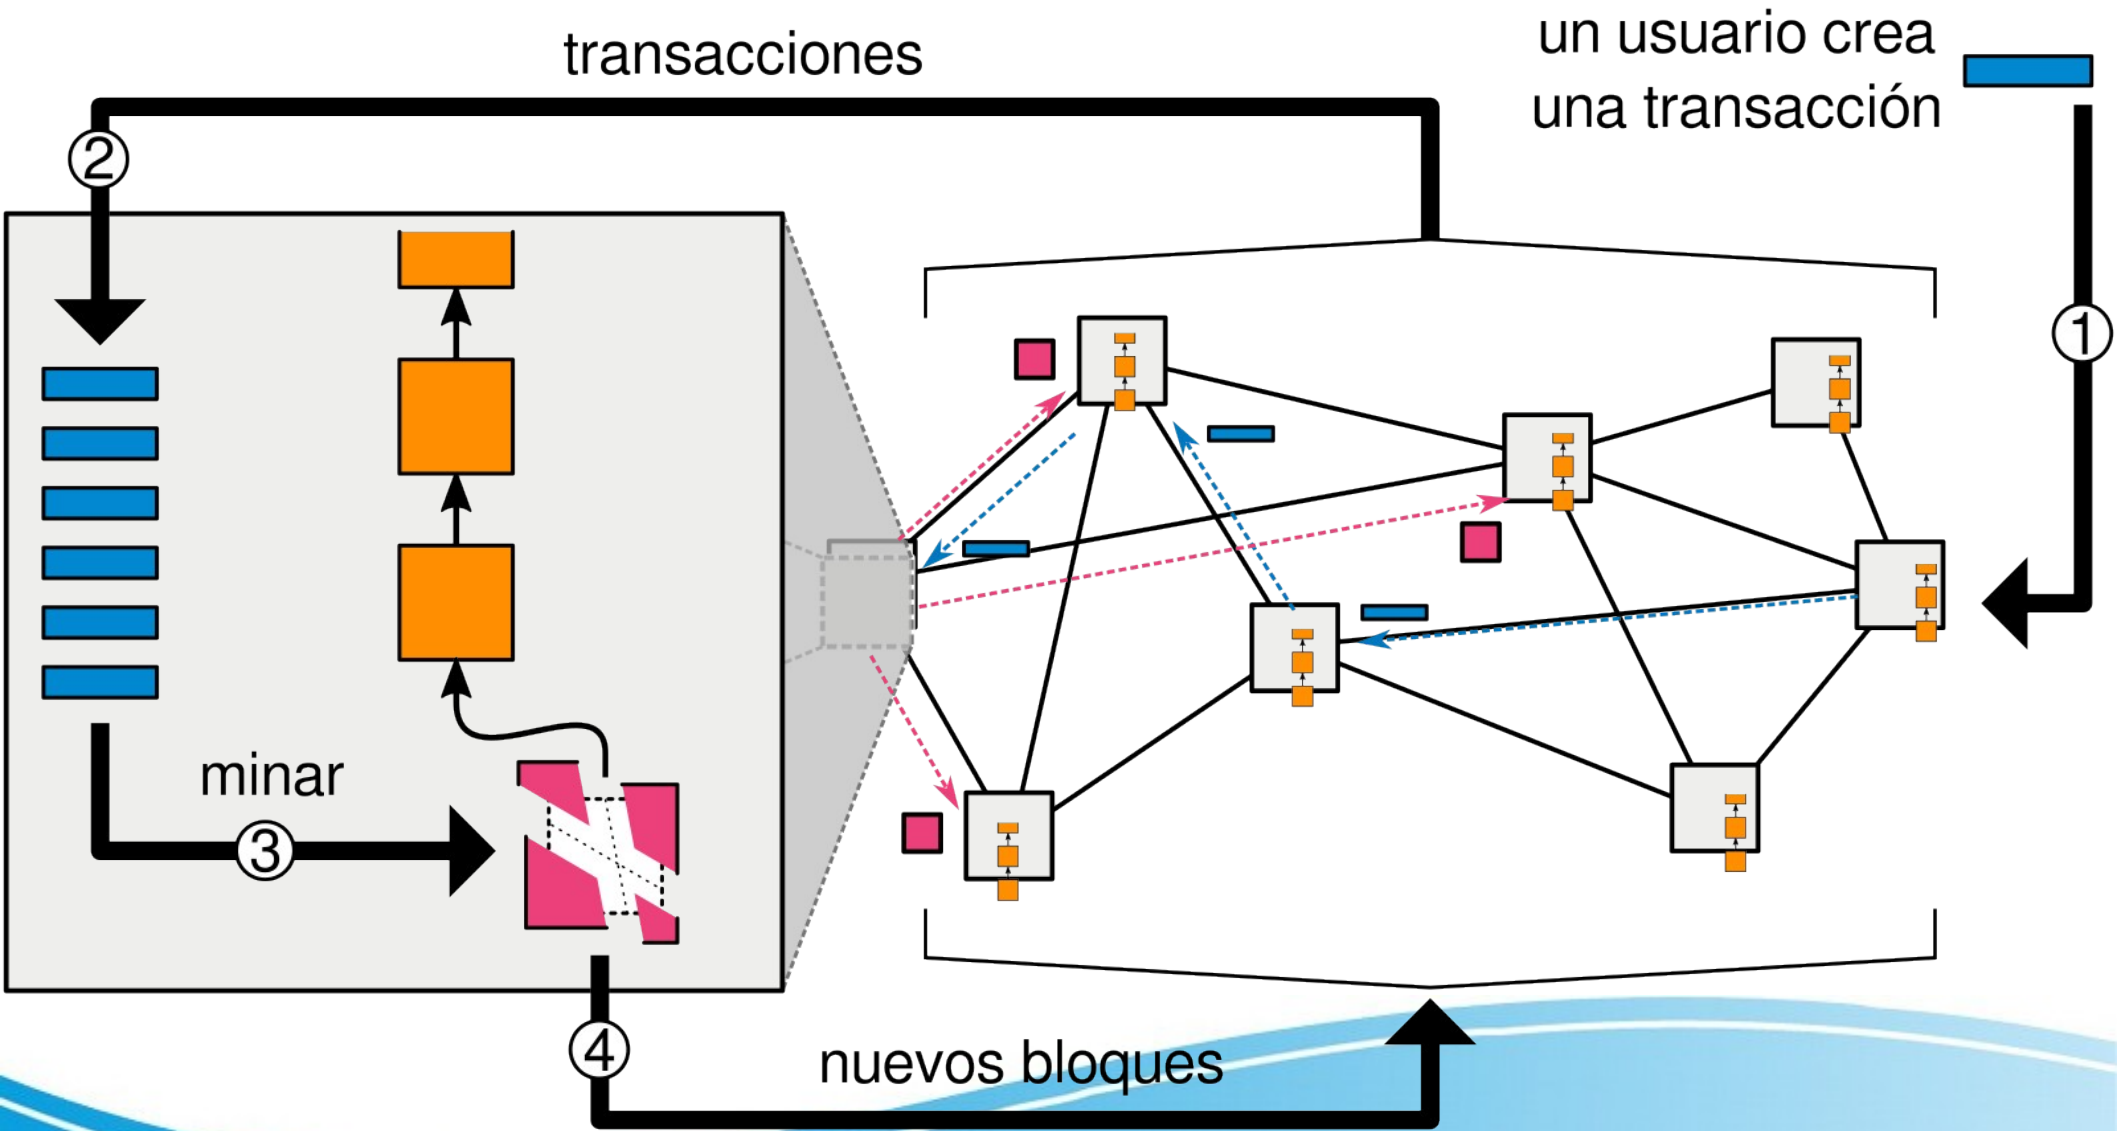 transacciones
un usuario crea
una transacción
2
1
minar
3
4
nuevos bloques